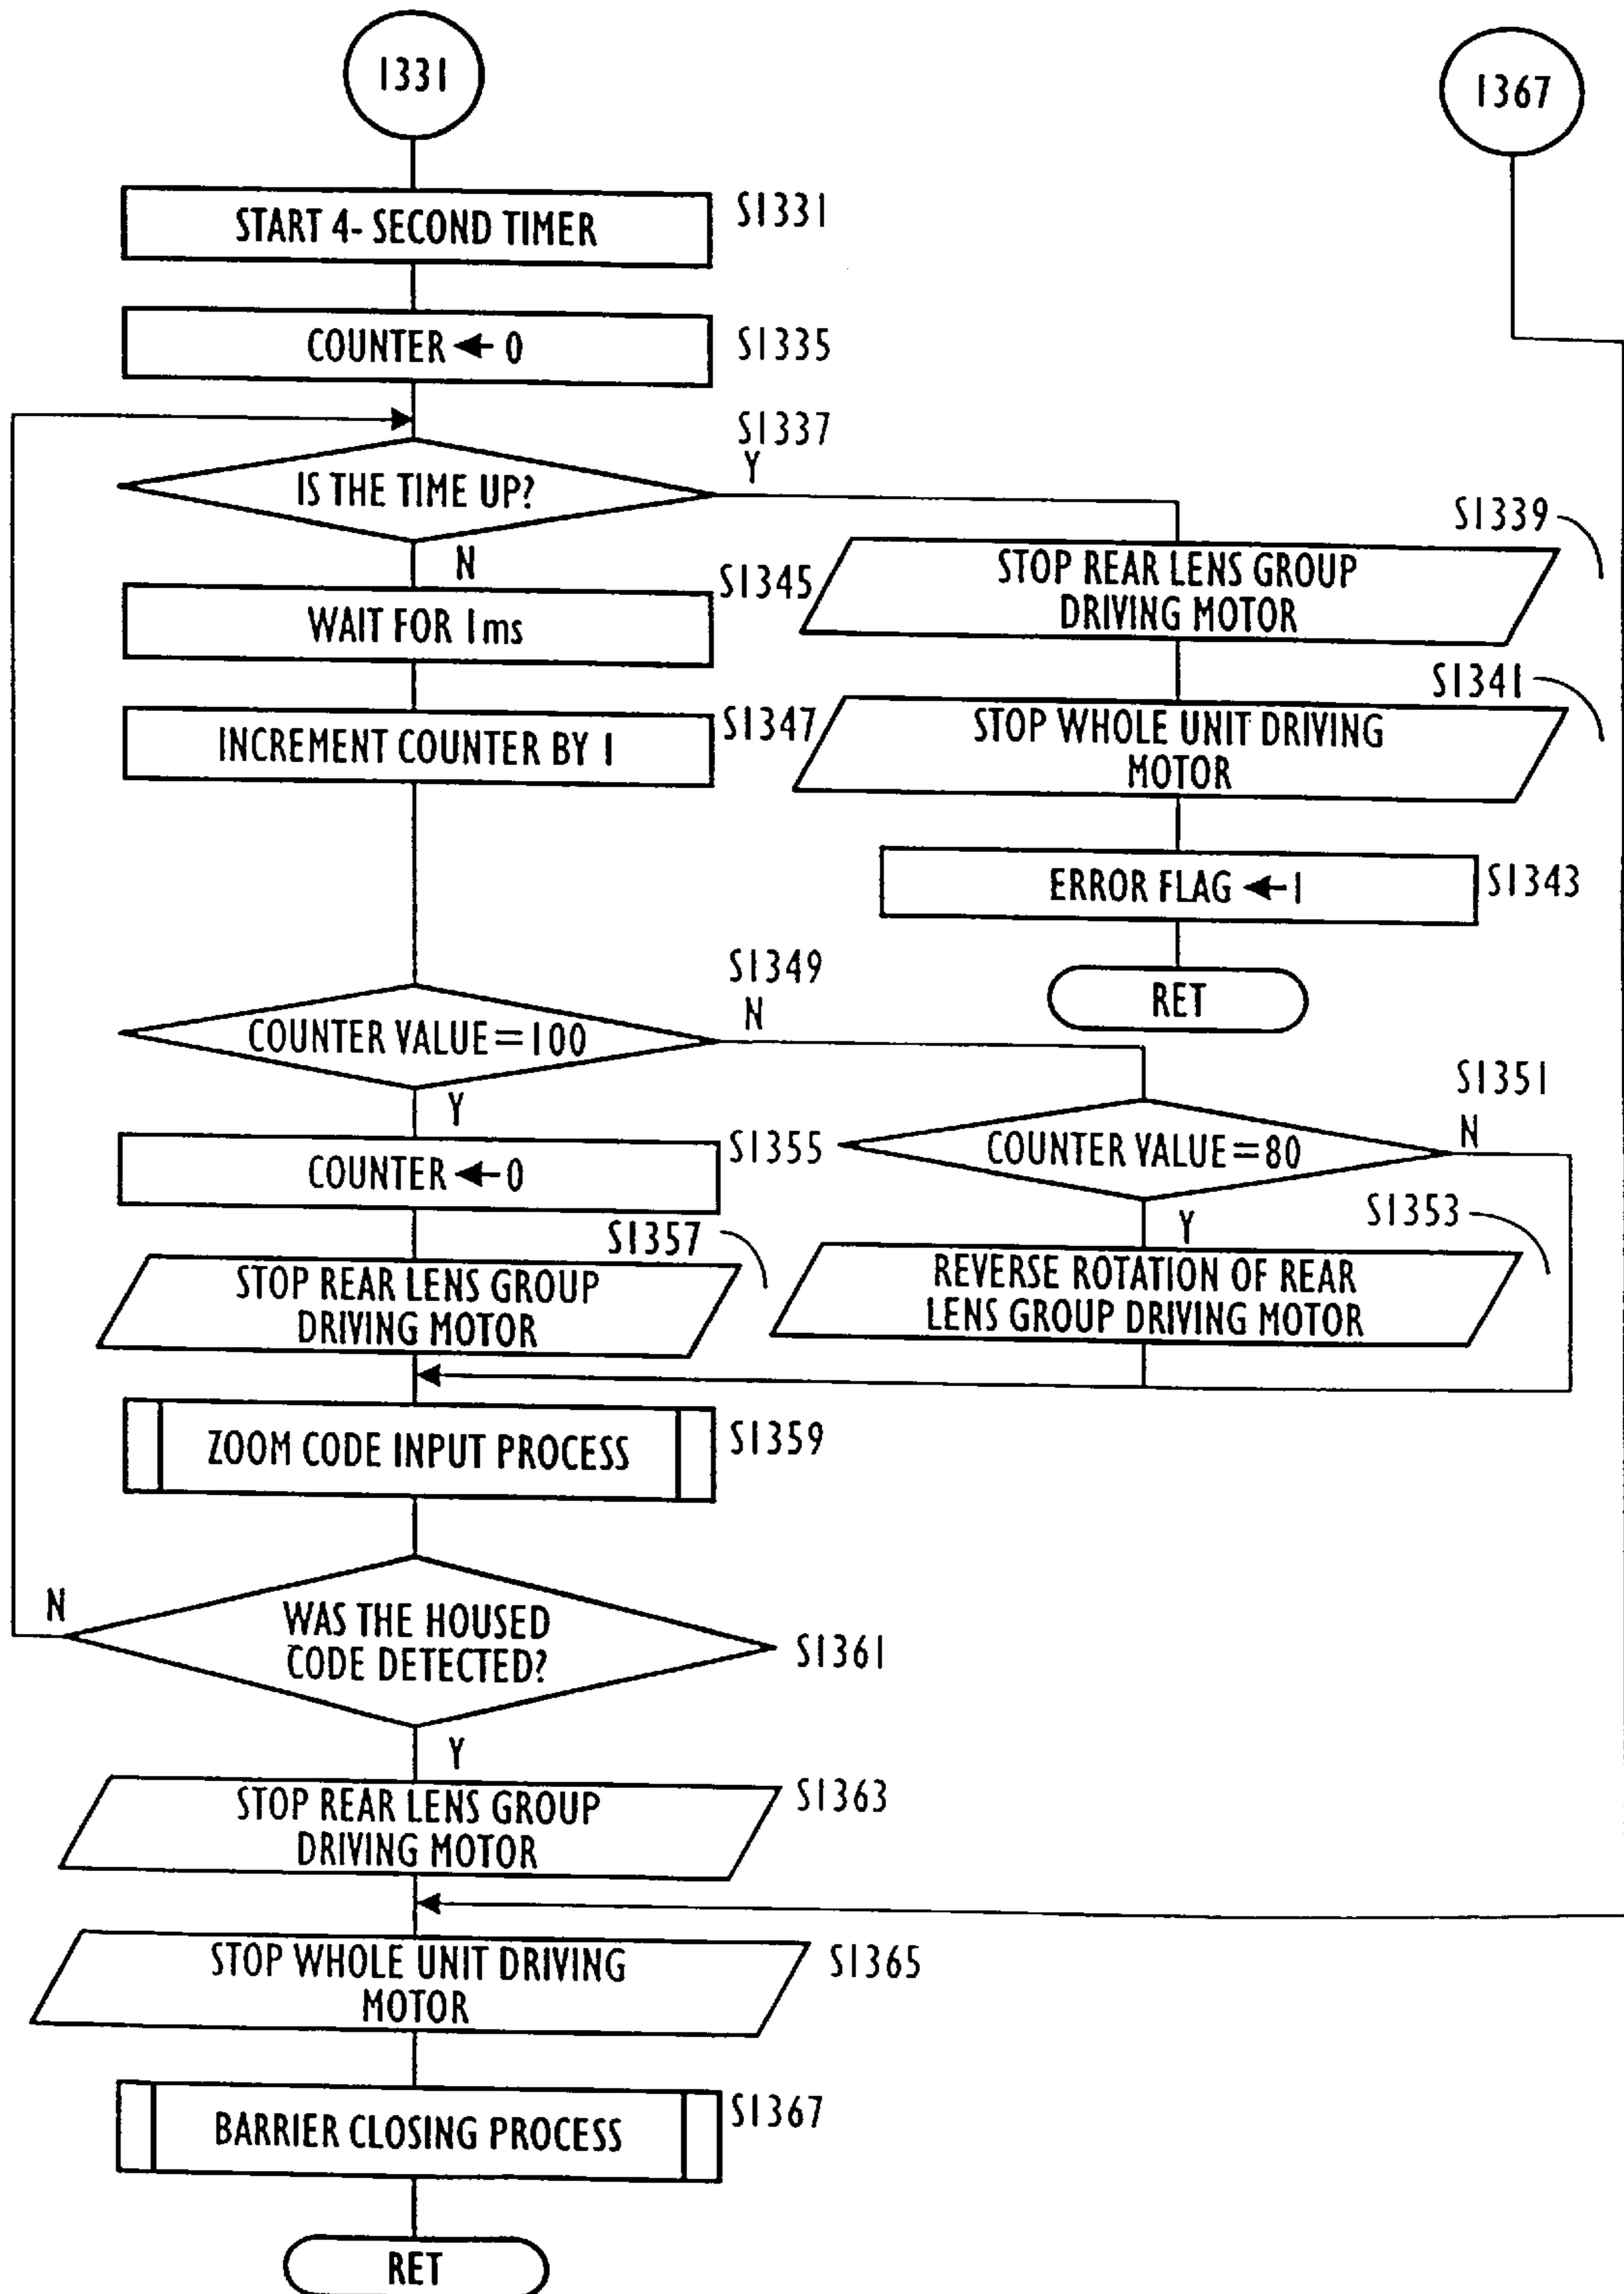 1331
1367
START 4- SECOND TIMER
S1331
COUNTER ← 0
S1335
S1337
IS THE TIME UP?
Y
N
S1339
STOP REAR LENS GROUP
DRIVING MOTOR
S1345
WAIT FOR 1ms
S1341
STOP WHOLE UNIT DRIVING
MOTOR
S1347
INCREMENT COUNTER BY 1
ERROR FLAG ← 1
S1343
RET
S1349
COUNTER VALUE=100
N
Y
S1351
COUNTER VALUE=80
N
Y
S1355
COUNTER ← 0
S1353
REVERSE ROTATION OF REAR
LENS GROUP DRIVING MOTOR
S1357
STOP REAR LENS GROUP
DRIVING MOTOR
ZOOM CODE INPUT PROCESS
S1359
N
WAS THE HOUSED
CODE DETECTED?
S1361
Y
STOP REAR LENS GROUP
DRIVING MOTOR
S1363
STOP WHOLE UNIT DRIVING
MOTOR
S1365
BARRIER CLOSING PROCESS
S1367
RET